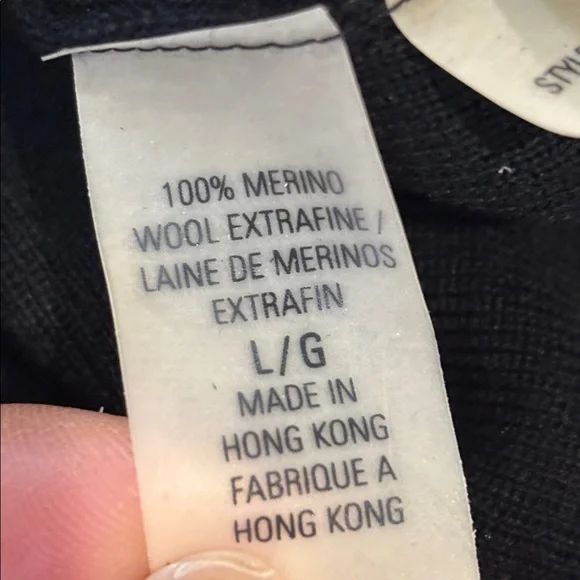 100% MERINO
WOOL EXTRAFINE /
LAINE DE MERINOS
EXTRAFIN
L/G
MADE IN
HONG KONG
FABRIQUE A
HONG KONG